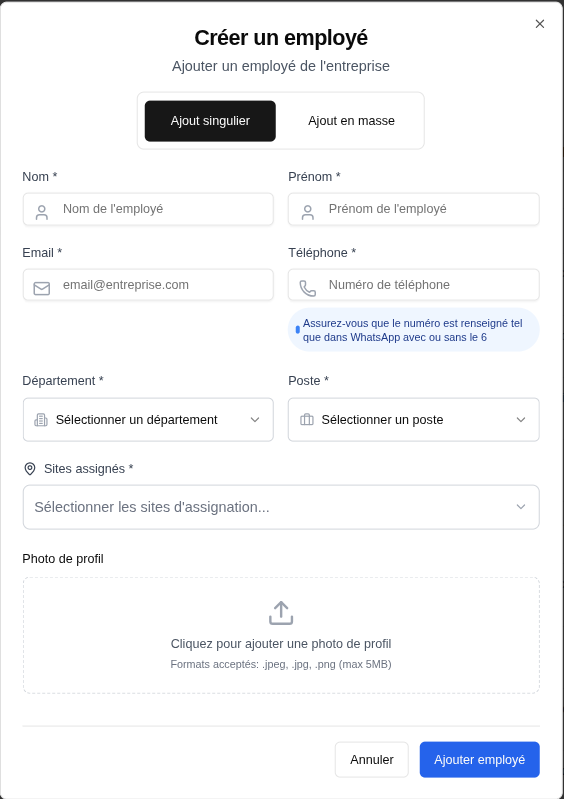 Créer un employé
Ajouter un employé de l'entreprise
Ajout singulier
Ajout en masse
Nom *
Prénom *
Nom de l'employé
Prénom de l'employé
Email *
Téléphone *
email@entreprise.com
Numéro de téléphone
Assurez-vous que le numéro est renseigné tel
que dans WhatsApp avec ou sans le 6
Département *
Poste *
Sélectionner un département
Sélectionner un poste
Sites assignés *
Sélectionner les sites d'assignation...
Photo de profil
Cliquez pour ajouter une photo de profil
Formats acceptés: .jpeg, .jpg, .png (max 5MB)
Annuler
Ajouter employé